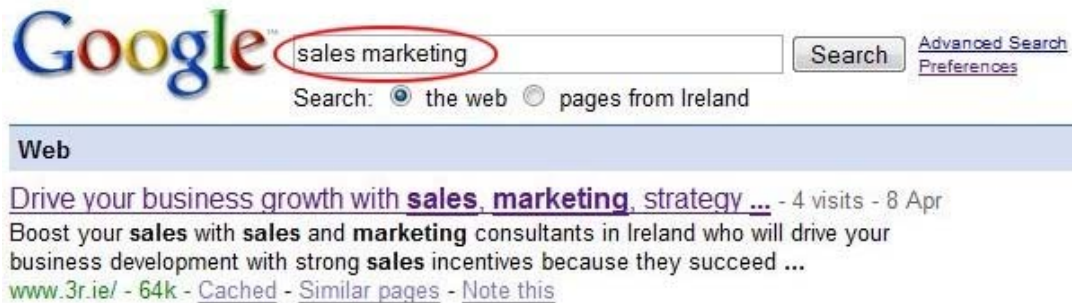 Google™ sales marketing Search Advanced Search
Preferences
Search: the web pages from Ireland
Web
Drive your business growth with sales, marketing, strategy ... - 4 visits - 8 Apr
Boost your sales with sales and marketing consultants in Ireland who will drive your
business development with strong sales incentives because they succeed ...
www.3r.ie/ - 64k - Cached - Similar pages - Note this